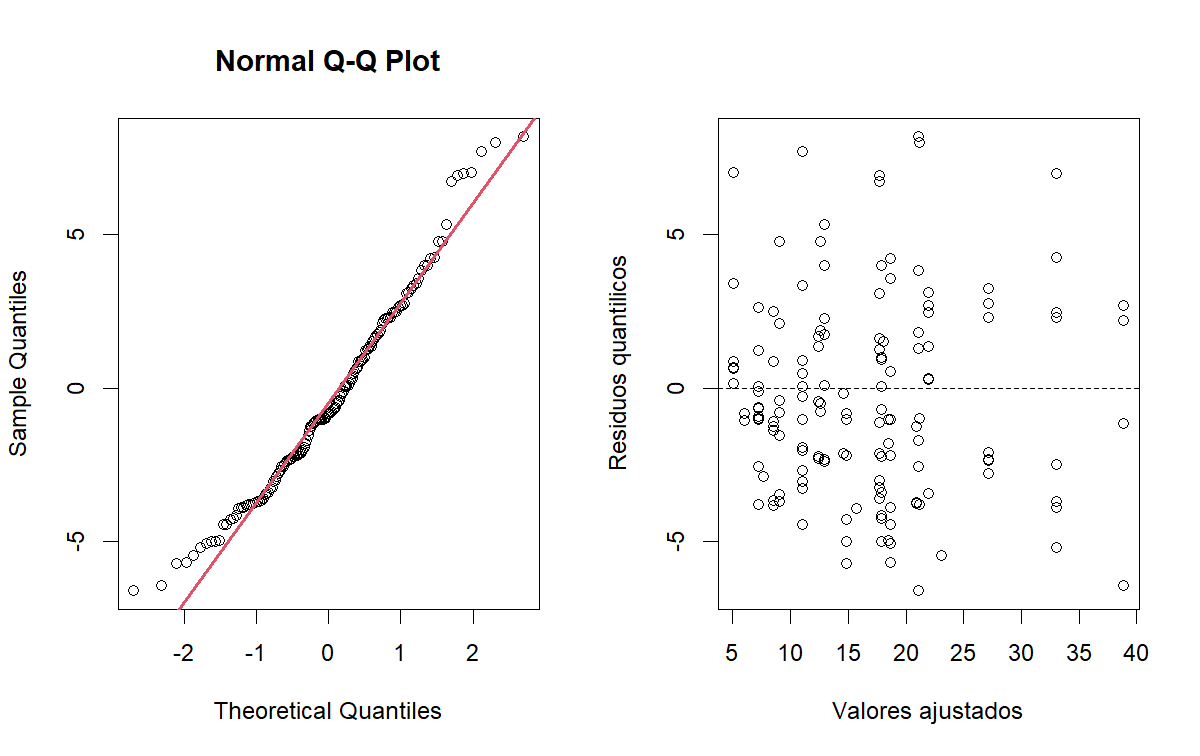 Normal Q-Q Plot
Sample Quantiles
5
0
-5
-2 -1 0 1 2
Theoretical Quantiles
Residuos quantilicos
5
0
-5
5 10 15 20 25 30 35 40
Valores ajustados